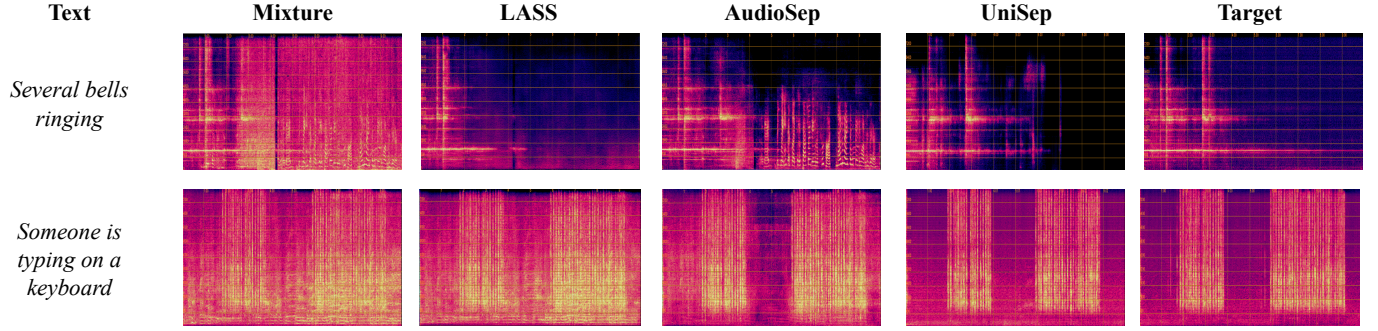 Text Mixture LASS AudioSep UniSep Target
Several bells
ringing
Someone is
typing on a
keyboard